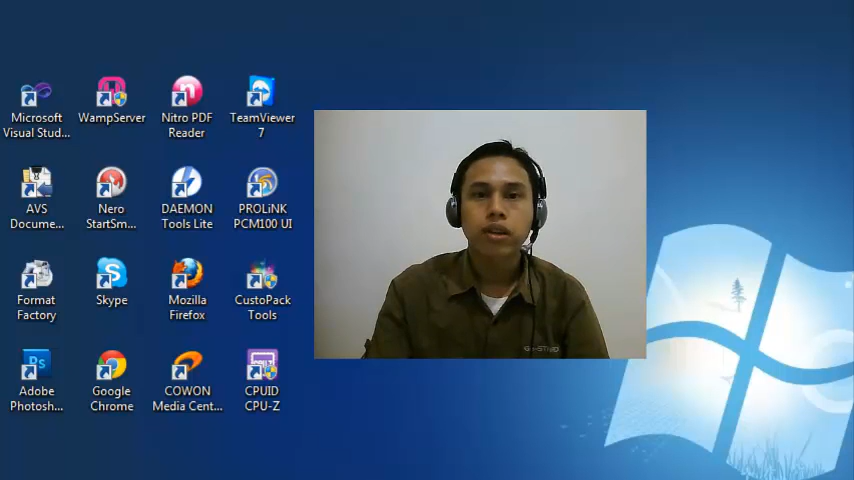 Microsoft
Visual Stud...
WampServer
Nitro PDF
Reader
TeamViewer
7
AVS
Docume...
Nero
StartSm...
DAEMON
Tools Lite
PROLiNK
PCM100 UI
Format
Factory
Skype
Mozilla
Firefox
CustoPack
Tools
Ps
Adobe
Photosh...
Google
Chrome
COWON
Media Cent...
CPUID
CPU-Z